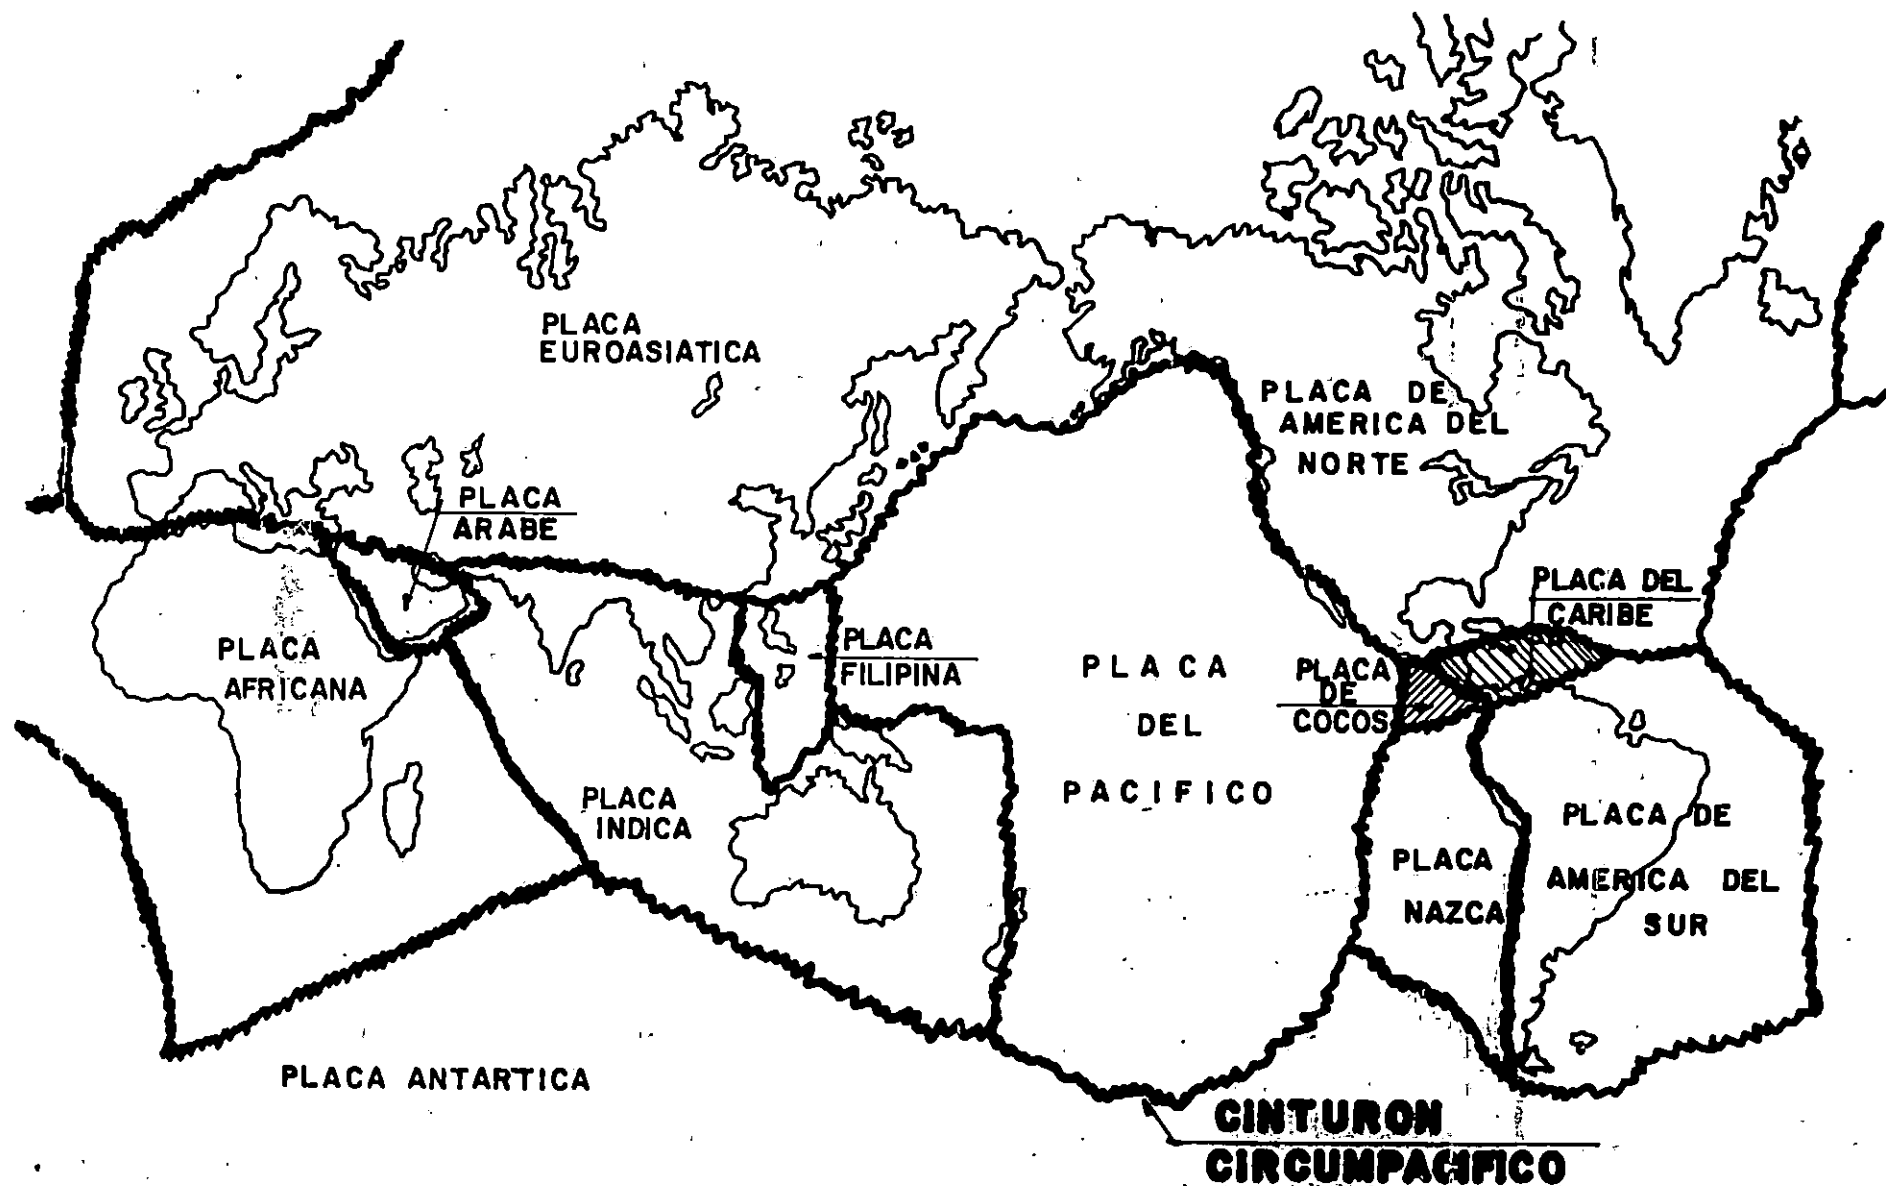 PLACA
EUROASIATICA
PLACA DE
AMERICA DEL
NORTE
PLACA
ARABE
PLACA DEL
CARIBE
PLACA
AFRICANA
PLACA
FILIPINA
PLACA
DEL
PACIFICO
PLACA
DE
COCOS
PLACA
INDICA
PLACA
NAZCA
PLACA DE
AMERICA DEL
SUR
PLACA ANTARTICA
CINTURON
CIRCUMPACIFICO